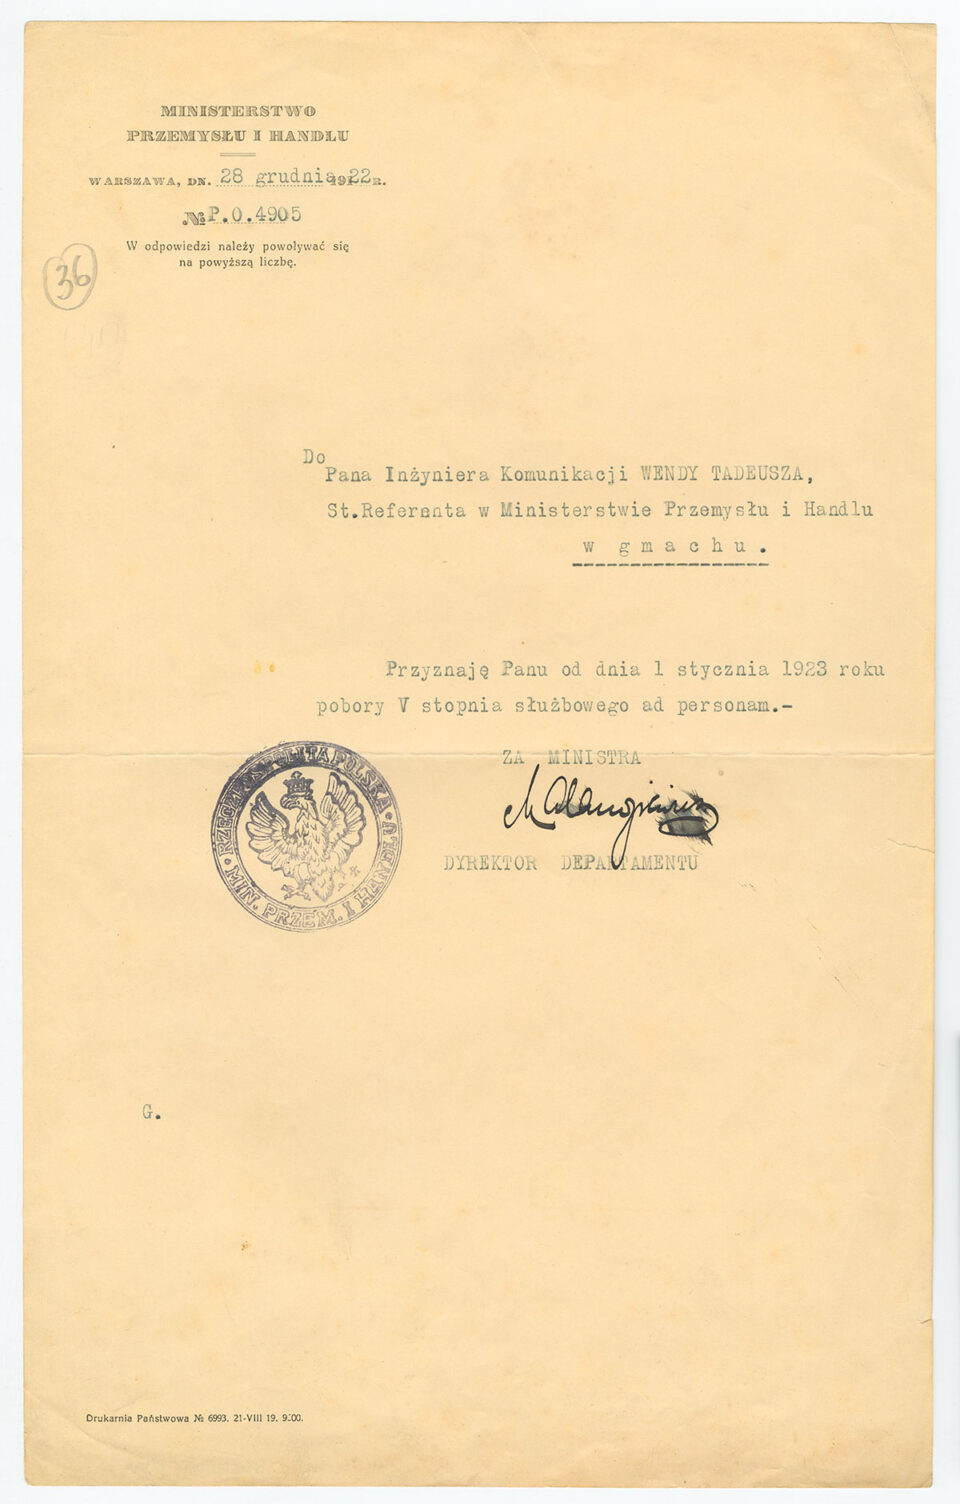 MINISTERSTWO
PRZEMYSŁU I HANDLU
WARSZAWA, DN. 28 grudnia 1922 R.
№ P.O.4905
W odpowiedzi należy powoływać się
na powyższą liczbę.
36
Do
Pana Inżyniera Komunikacji WENDY TADEUSZA,
St.Referenta w Ministerstwie Przemysłu i Handlu
w gmachu.
Przyznaję Panu od dnia 1 stycznia 1923 roku
pobory V stopnia służbowego ad personam.-
ZA MINISTRA
DYREKTOR DEPARTAMENTU
RZECZPOSPOLITA POLSKA
MIN. PRZEM. I HANDLU
G.
Drukarnia Państwowa № 6993. 21-VIII 19.